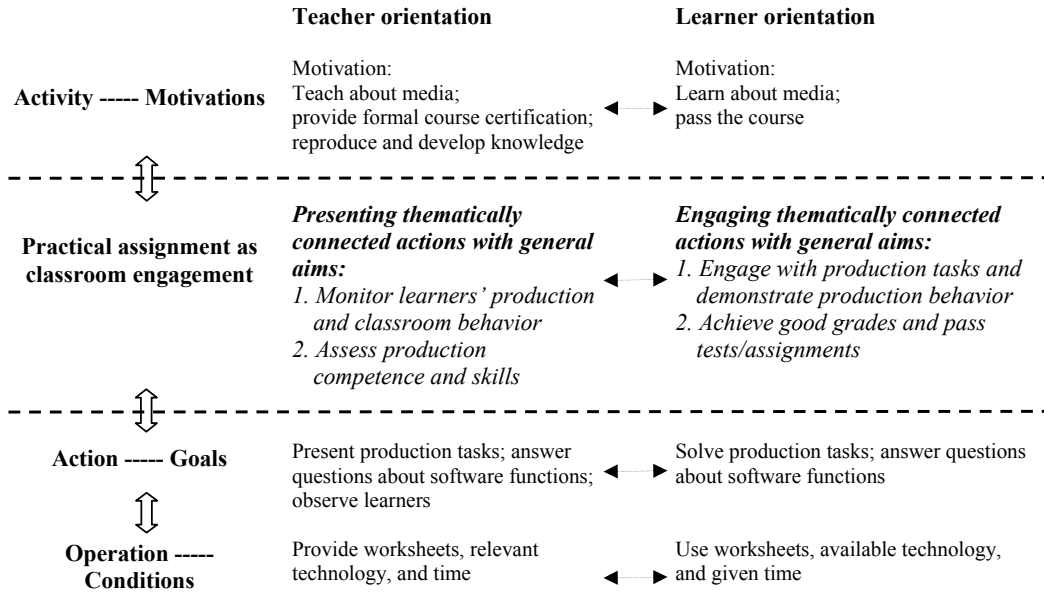 Teacher orientation
Learner orientation
Activity ----- Motivations
Motivation:
Teach about media;
provide formal course certification;
reproduce and develop knowledge
Motivation:
Learn about media;
pass the course
Practical assignment as
classroom engagement
Presenting thematically
connected actions with general
aims:
1. Monitor learners’ production
and classroom behavior
2. Assess production
competence and skills
Engaging thematically connected
actions with general aims:
1. Engage with production tasks and
demonstrate production behavior
2. Achieve good grades and pass
tests/assignments
Action ----- Goals
Present production tasks; answer
questions about software functions;
observe learners
Solve production tasks; answer questions
about software functions
Operation -----
Conditions
Provide worksheets, relevant
technology, and time
Use worksheets, available technology,
and given time